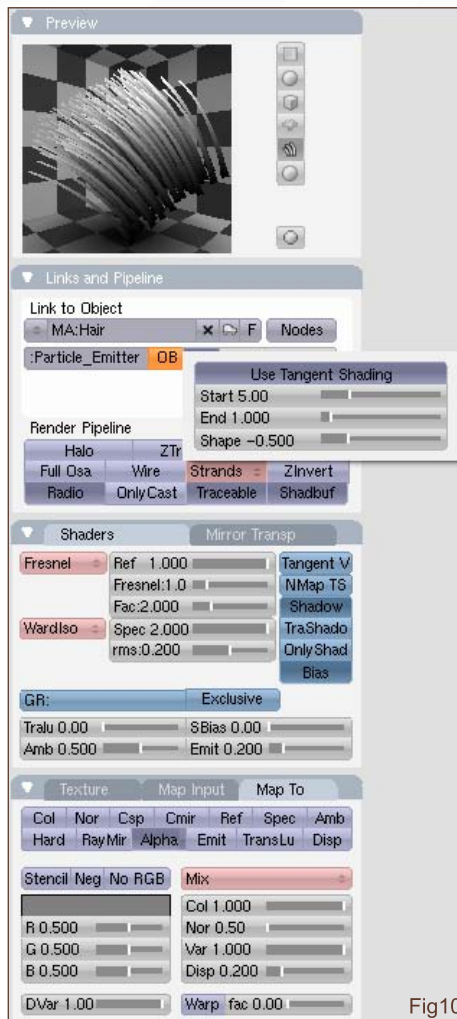 Preview
Links and Pipeline
Link to Object
MA:Hair F Nodes
:Particle_Emitter OB
Use Tangent Shading
Start 5.00
End 1.000
Shape -0.500
Render Pipeline
Halo ZTr
Full Osa Wire Strands ZInvert
Radio OnlyCast Traceable Shadbuf
Shaders Mirror Transp
Fresnel Ref 1.000 Tangent V
Fresnel:1.0 NMap TS
Fac:2.000 Shadow
WardIso Spec 2.000 TraShado
rms:0.200 OnlyShad
Bias
GR: Exclusive
Tralu 0.00 SBias 0.00
Amb 0.500 Emit 0.200
Texture Map Input Map To
Col Nor Csp Cmir Ref Spec Amb
Hard RayMir Alpha Emit TransLu Disp
Stencil Neg No RGB Mix
Col 1.000
R 0.500 Nor 0.50
G 0.500 Var 1.000
B 0.500 Disp 0.200
DVar 1.00 Warp fac 0.00
Fig10